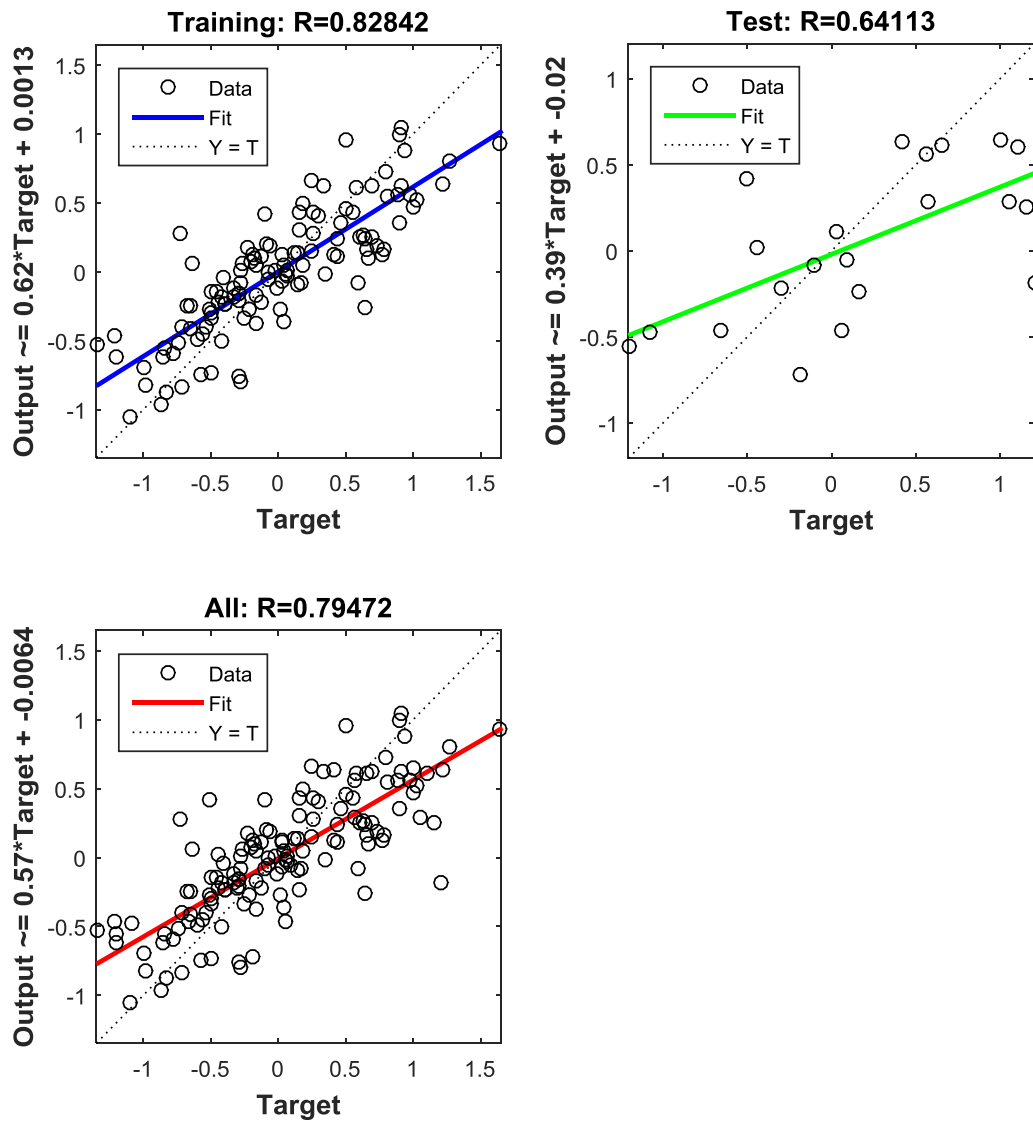 Training: R=0.82842
Output ~= 0.62*Target + 0.0013
1.5
1
0.5
0
-0.5
-1
Data
Fit
Y = T
-1
-0.5
0
0.5
1
1.5
Target
Test: R=0.64113
Output ~= 0.39*Target + -0.02
1
0.5
0
-0.5
-1
Data
Fit
Y = T
-1
-0.5
0
0.5
1
Target
All: R=0.79472
Output ~= 0.57*Target + -0.0064
1.5
1
0.5
0
-0.5
-1
Data
Fit
Y = T
-1
-0.5
0
0.5
1
1.5
Target